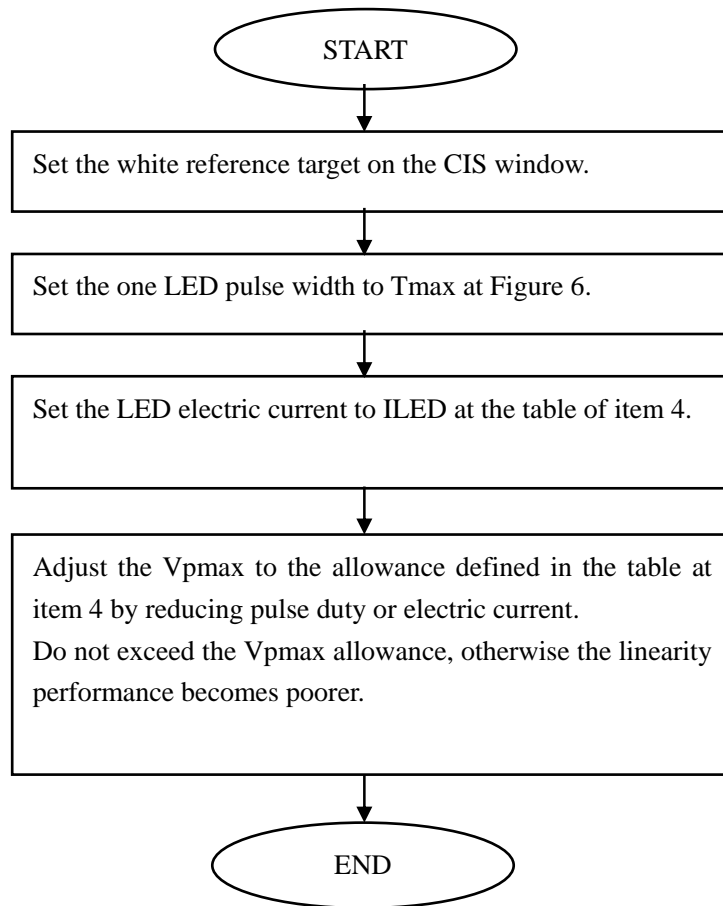 START
Set the white reference target on the CIS window.
Set the one LED pulse width to Tmax at Figure 6.
Set the LED electric current to ILED at the table of item 4.
Adjust the Vpmax to the allowance defined in the table at
item 4 by reducing pulse duty or electric current.
Do not exceed the Vpmax allowance, otherwise the linearity
performance becomes poorer.
END